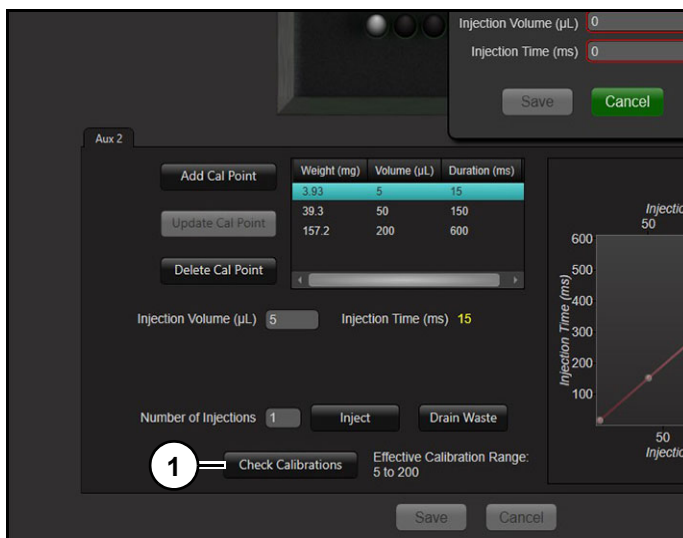 Injection Volume (µL) 0
Injection Time (ms) 0
Save Cancel
Aux 2
Add Cal Point
Update Cal Point
Delete Cal Point
Weight (mg) Volume (µL) Duration (ms)
3.93 5 15
39.3 50 150
157.2 200 600
Injection Volume (µL) 5 Injection Time (ms) 15
Number of Injections 1 Inject Drain Waste
1 Check Calibrations Effective Calibration Range:
5 to 200
Injectio
50
600
500
400
300
200
100
Injection Time (ms)
50
Injectio
Save Cancel